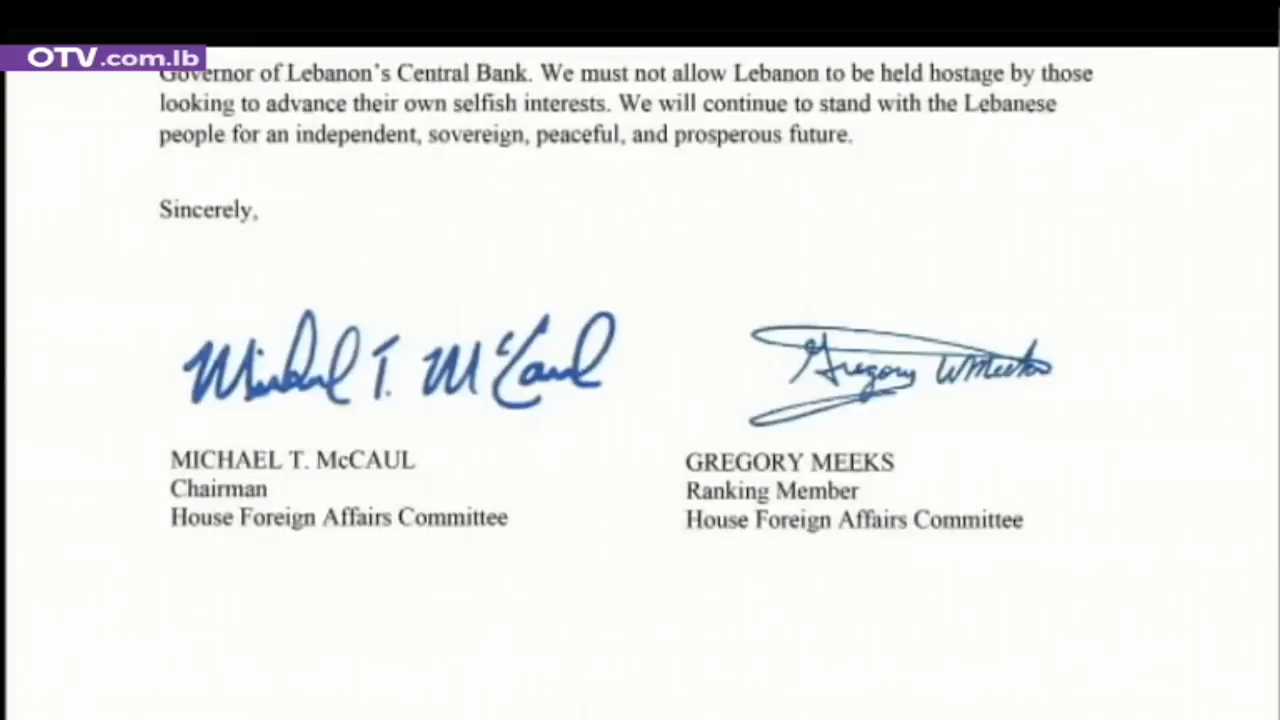 OTV.com.lb
Governor of Lebanon's Central Bank. We must not allow Lebanon to be held hostage by those
looking to advance their own selfish interests. We will continue to stand with the Lebanese
people for an independent, sovereign, peaceful, and prosperous future.
Sincerely,
Michael T. McCaul
Gregory W Meeks
MICHAEL T. McCAUL
Chairman
House Foreign Affairs Committee
GREGORY MEEKS
Ranking Member
House Foreign Affairs Committee